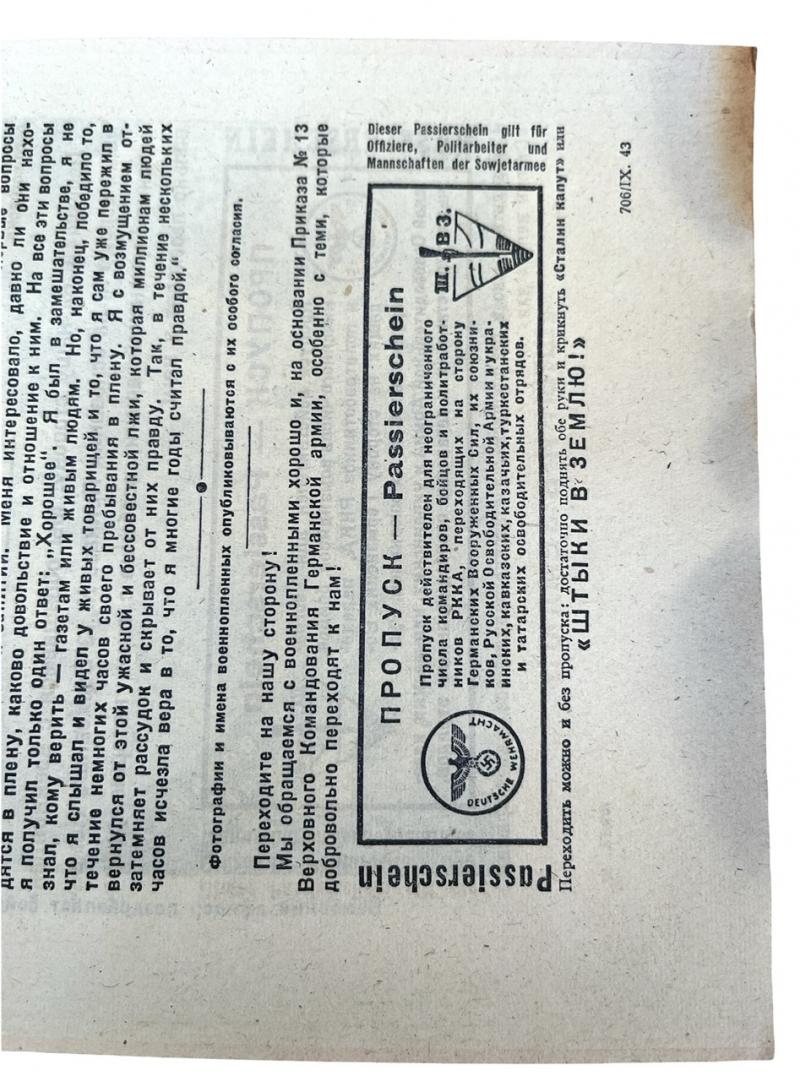 дятся в плену, каково довольствие и отношение к ним. На все эти вопросы
я получил только один ответ: „Хорошее“. Я был в замешательстве, я не
знал, кому верить — газетам или живым людям. Но, наконец, победило то,
что я слышал и видел у живых товарищей и то, что я сам уже пережил в
течение немногих часов своего пребывания в плену. Я с возмущением от-
вернулся от этой ужасной и бессовестной лжи, которая миллионам людей
затемняет рассудок и скрывает от них правду. Так, в течение нескольких
часов исчезла вера в то, что я многие годы считал правдой.“
Фотографии и имена военнопленных опубликовываются с их особого согласия.
Переходите на нашу сторону!
Мы обращаемся с военнопленными хорошо и, на основании Приказа № 13
Верховного Командования Германской армии, особенно с теми, которые
добровольно переходят к нам!
Passierschein
Dieser Passierschein gilt für
Offiziere, Politarbeiter und
Mannschaften der Sowjetarmee
ПРОПУСК — Passierschein
Пропуск действителен для неограниченного
числа командиров, бойцов и политработ-
ников РККА, переходящих на сторону
Германских Вооруженных Сил, их союзни-
ков, Русской Освободительной Армии и укра-
инских, кавказских, казачьих, туркестанских
и татарских освободительных отрядов.
DEUTSCHE WEHRMACHT
Ш. В З.
Переходить можно и без пропуска: достаточно поднять обе руки и крикнуть «Сталин капут» или
«ШТЫКИ В ЗЕМЛЮ!»
706/IX. 43